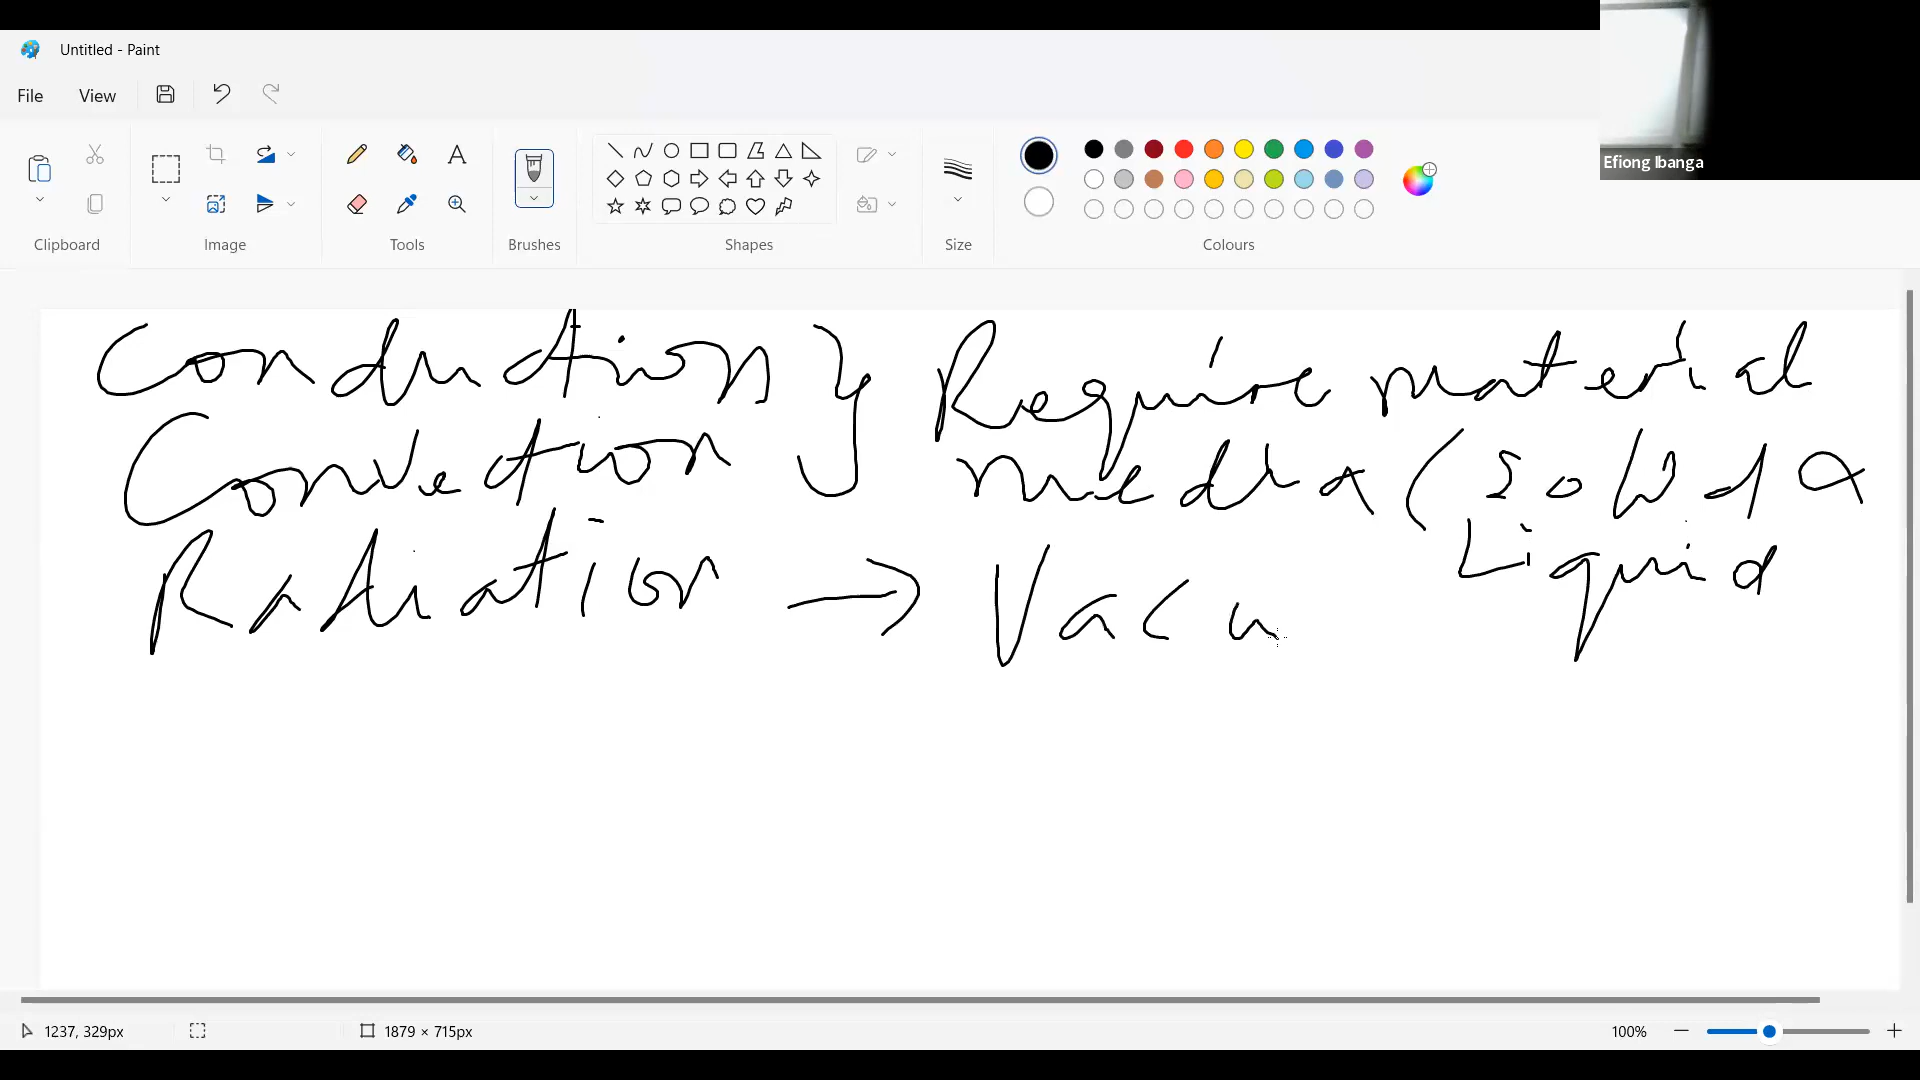 Untitled - Paint
File View
Efiong Ibanga
Clipboard Image Tools Brushes Shapes Size Colours
Conduction } Require material
Convection media (Solid &
Liquid
Radiation → Vacu
1237, 329px 1879 × 715px 100%